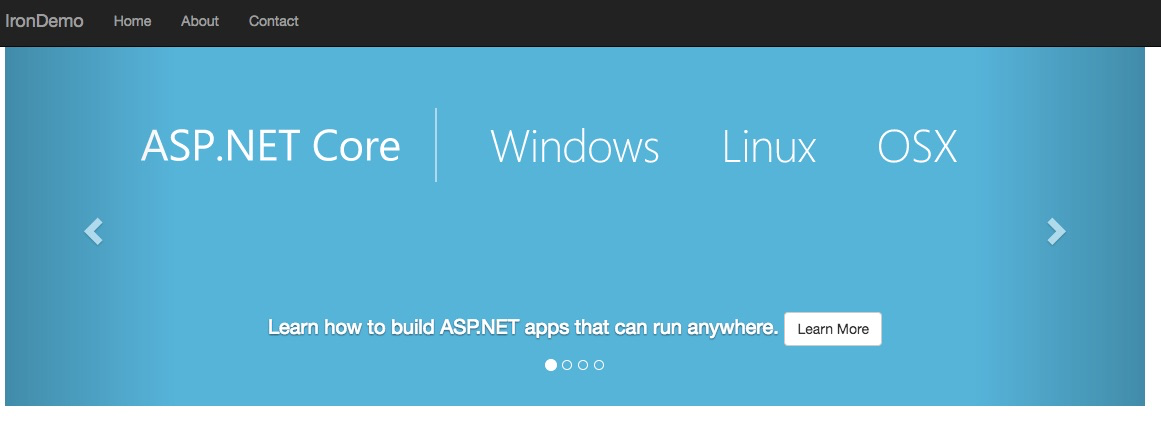 IronDemo Home About Contact
ASP.NET Core Windows Linux OSX
Learn how to build ASP.NET apps that can run anywhere. Learn More